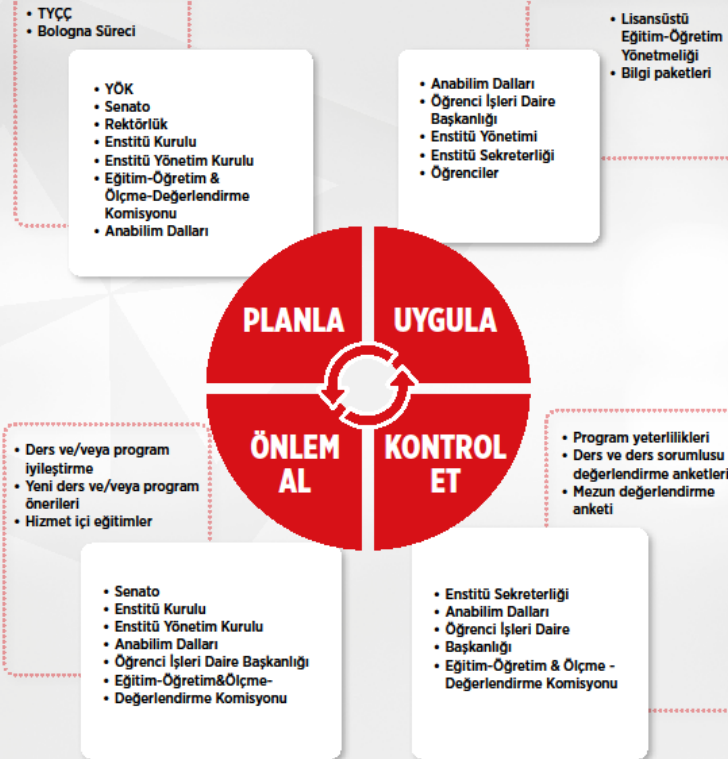 • TYÇÇ
• Bologna Süreci
• YÖK
• Senato
• Rektörlük
• Enstitü Kurulu
• Enstitü Yönetim Kurulu
• Eğitim-Öğretim &
Ölçme-Değerlendirme
Komisyonu
• Anabilim Dalları
• Lisansüstü
Eğitim-Öğretim
Yönetmeliği
• Bilgi paketleri
• Anabilim Dalları
• Öğrenci İşleri Daire
Başkanlığı
• Enstitü Yönetimi
• Enstitü Sekreterliği
• Öğrenciler
PLANLA
UYGULA
ÖNLEM
AL
KONTROL
ET
• Ders ve/veya program
iyileştirme
• Yeni ders ve/veya program
önerileri
• Hizmet içi eğitimler
• Senato
• Enstitü Kurulu
• Enstitü Yönetim Kurulu
• Anabilim Dalları
• Öğrenci İşleri Daire Başkanlığı
• Eğitim-Öğretim&Ölçme-
• Değerlendirme Komisyonu
• Program yeterlilikleri
• Ders ve ders sorumlusu
değerlendirme anketleri
• Mezun değerlendirme
anketi
• Enstitü Sekreterliği
• Anabilim Dalları
• Öğrenci İşleri Daire
• Başkanlığı
• Eğitim-Öğretim & Ölçme -
Değerlendirme Komisyonu